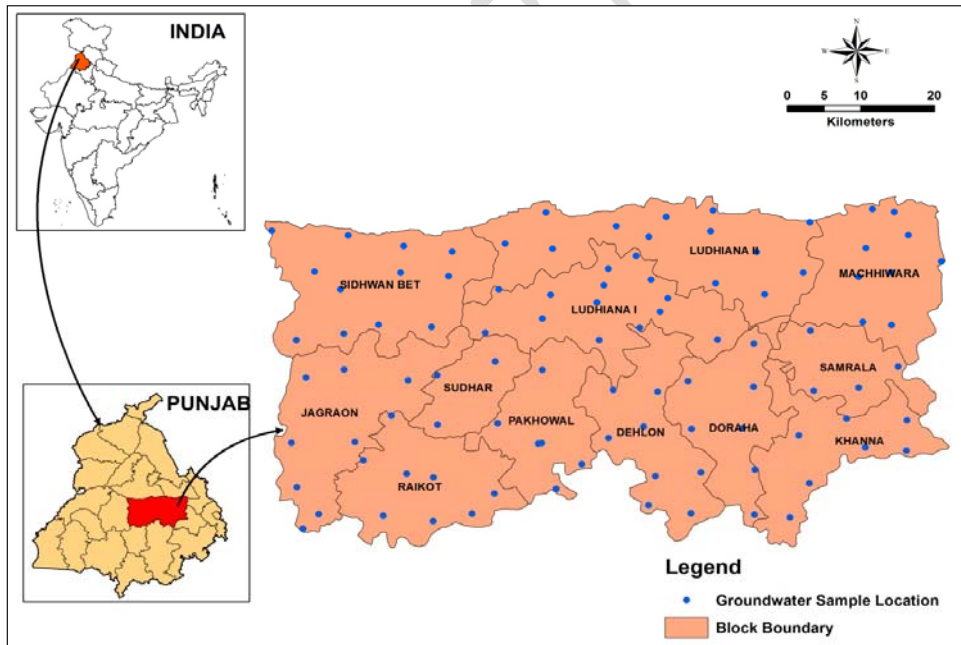 INDIA
N
W E
S
0 5 10 20
Kilometers
LUDHIANA II
MACHHIWARA
SIDHWAN BET
LUDHIANA I
SAMRALA
SUDHAR
PUNJAB
JAGRAON
PAKHOWAL
DEHLON
DORAHA
KHANNA
RAIKOT
Legend
Groundwater Sample Location
Block Boundary